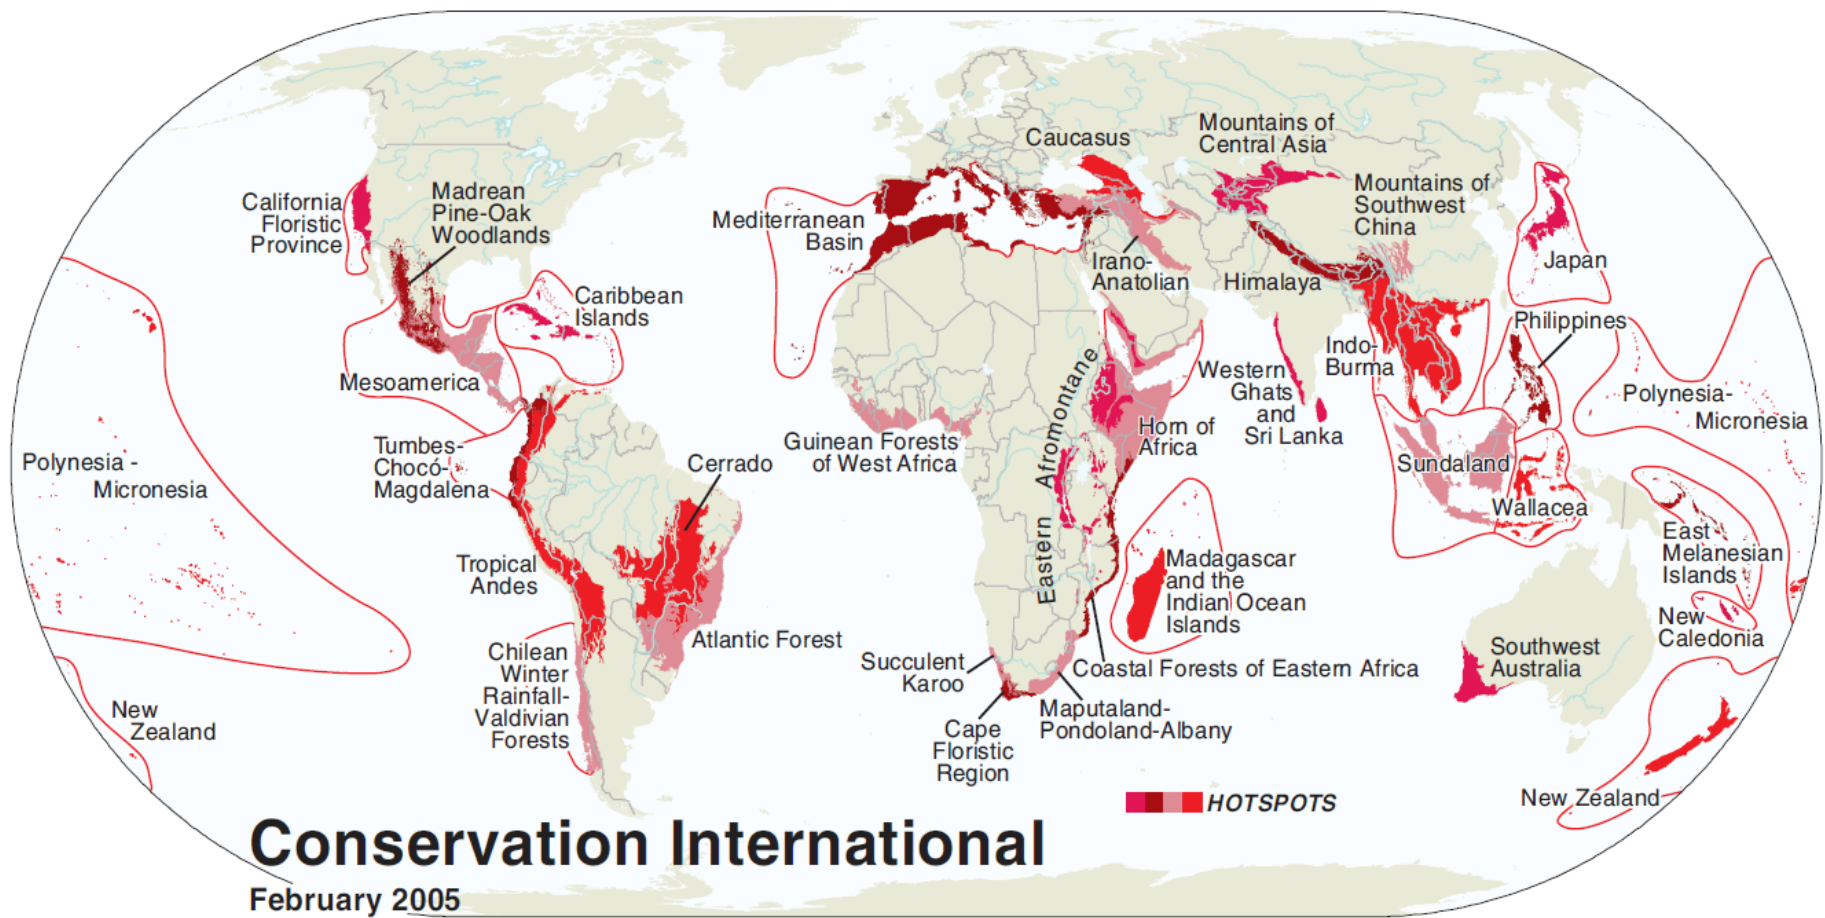 Caucasus
Mountains of
Central Asia
Mountains of
Southwest
China
California
Floristic
Province
Madrean
Pine-Oak
Woodlands
Mediterranean
Basin
Japan
Irano-
Anatolian
Himalaya
Caribbean
Islands
Philippines
Indo-
Burma
Western
Ghats
and
Sri Lanka
Mesoamerica
Polynesia-
Micronesia
Eastern Afromontane
Horn of
Africa
Guinean Forests
of West Africa
Tumbes-
Chocó-
Magdalena
Cerrado
Polynesia -
Micronesia
Sundaland
Wallacea
East
Melanesian
Islands
Tropical
Andes
Madagascar
and the
Indian Ocean
Islands
New
Caledonia
Atlantic Forest
Chilean
Winter
Rainfall-
Valdivian
Forests
Succulent
Karoo
Coastal Forests of Eastern Africa
Southwest
Australia
Maputaland-
Pondoland-Albany
Cape
Floristic
Region
New
Zealand
New Zealand
HOTSPOTS
Conservation International
February 2005